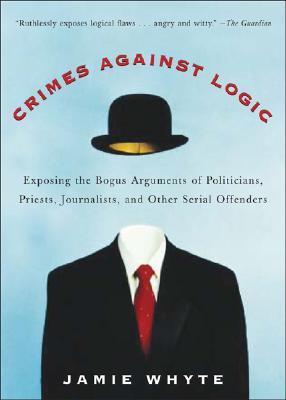 "Ruthlessly exposes logical flaws . . . angry and witty." —The Guardian
CRIMES AGAINST LOGIC
Exposing the Bogus Arguments of Politicians,
Priests, Journalists, and Other Serial Offenders
JAMIE WHYTE